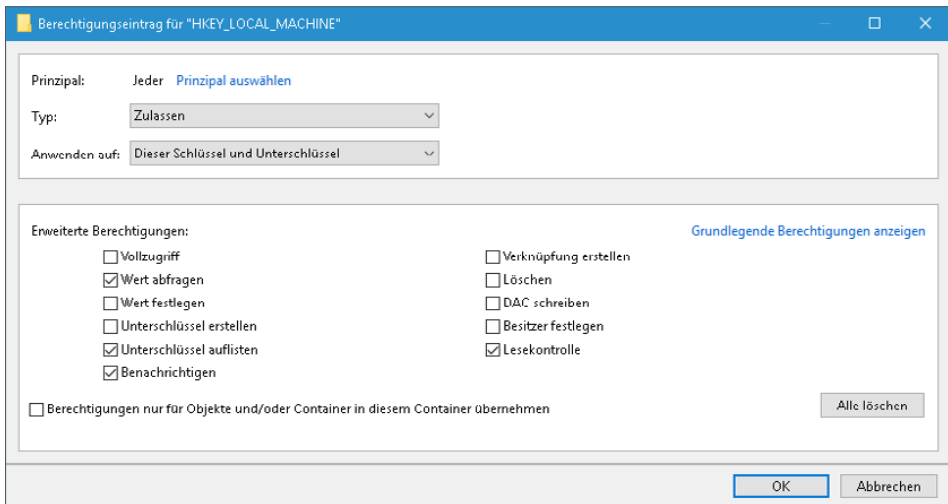 Berechtigungseintrag für "HKEY_LOCAL_MACHINE"
Prinzipal: Jeder Prinzipal auswählen
Typ: Zulassen
Anwenden auf: Dieser Schlüssel und Unterschlüssel
Erweiterte Berechtigungen: Grundlegende Berechtigungen anzeigen
Vollzugriff
Wert abfragen
Wert festlegen
Unterschlüssel erstellen
Unterschlüssel auflisten
Benachrichtigen
Verknüpfung erstellen
Löschen
DAC schreiben
Besitzer festlegen
Lesekontrolle
Berechtigungen nur für Objekte und/oder Container in diesem Container übernehmen
Alle löschen
OK Abbrechen